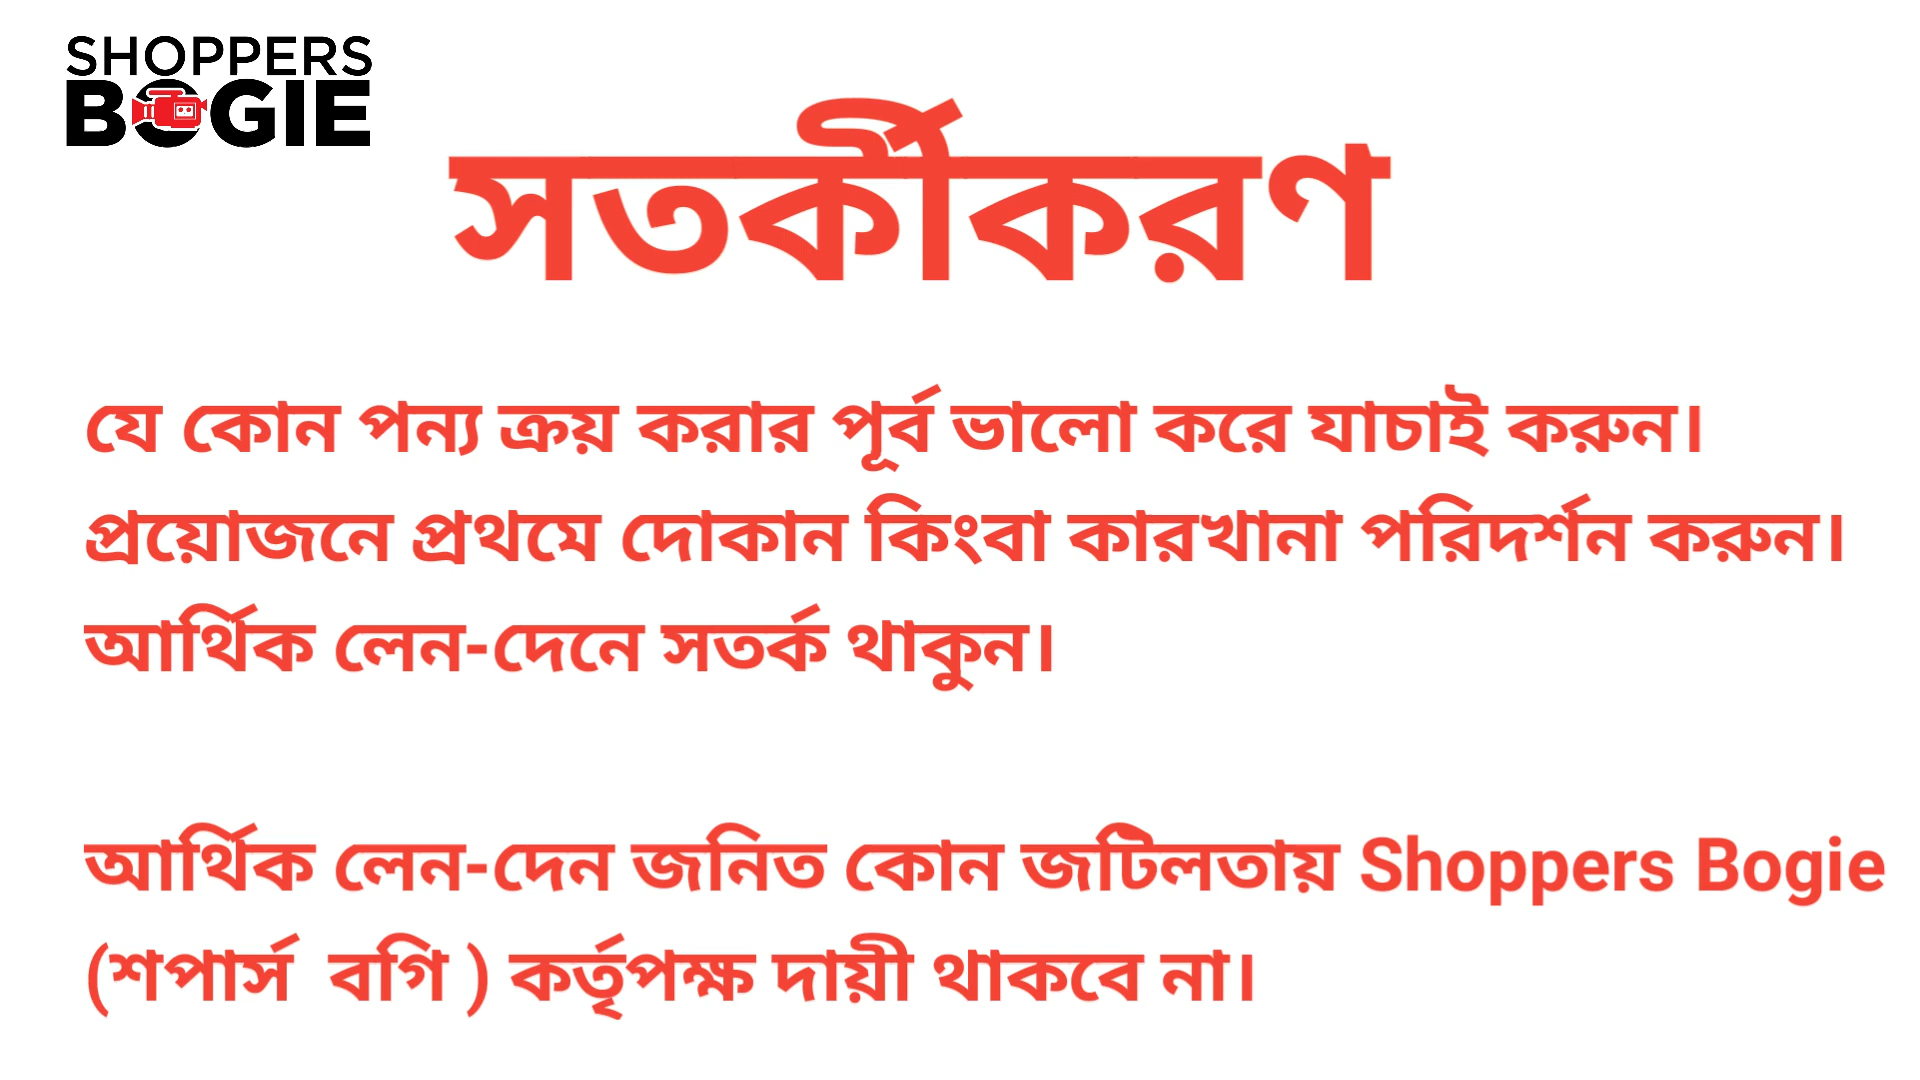 SHOPPERS
BOGIE
সতর্কীকরণ
যে কোন পন্য ক্রয় করার পূর্ব ভালো করে যাচাই করুন।
প্রয়োজনে প্রথমে দোকান কিংবা কারখানা পরিদর্শন করুন।
আর্থিক লেন-দেনে সতর্ক থাকুন।
আর্থিক লেন-দেন জনিত কোন জটিলতায় Shoppers Bogie
(শপার্স বগি ) কর্তৃপক্ষ দায়ী থাকবে না।